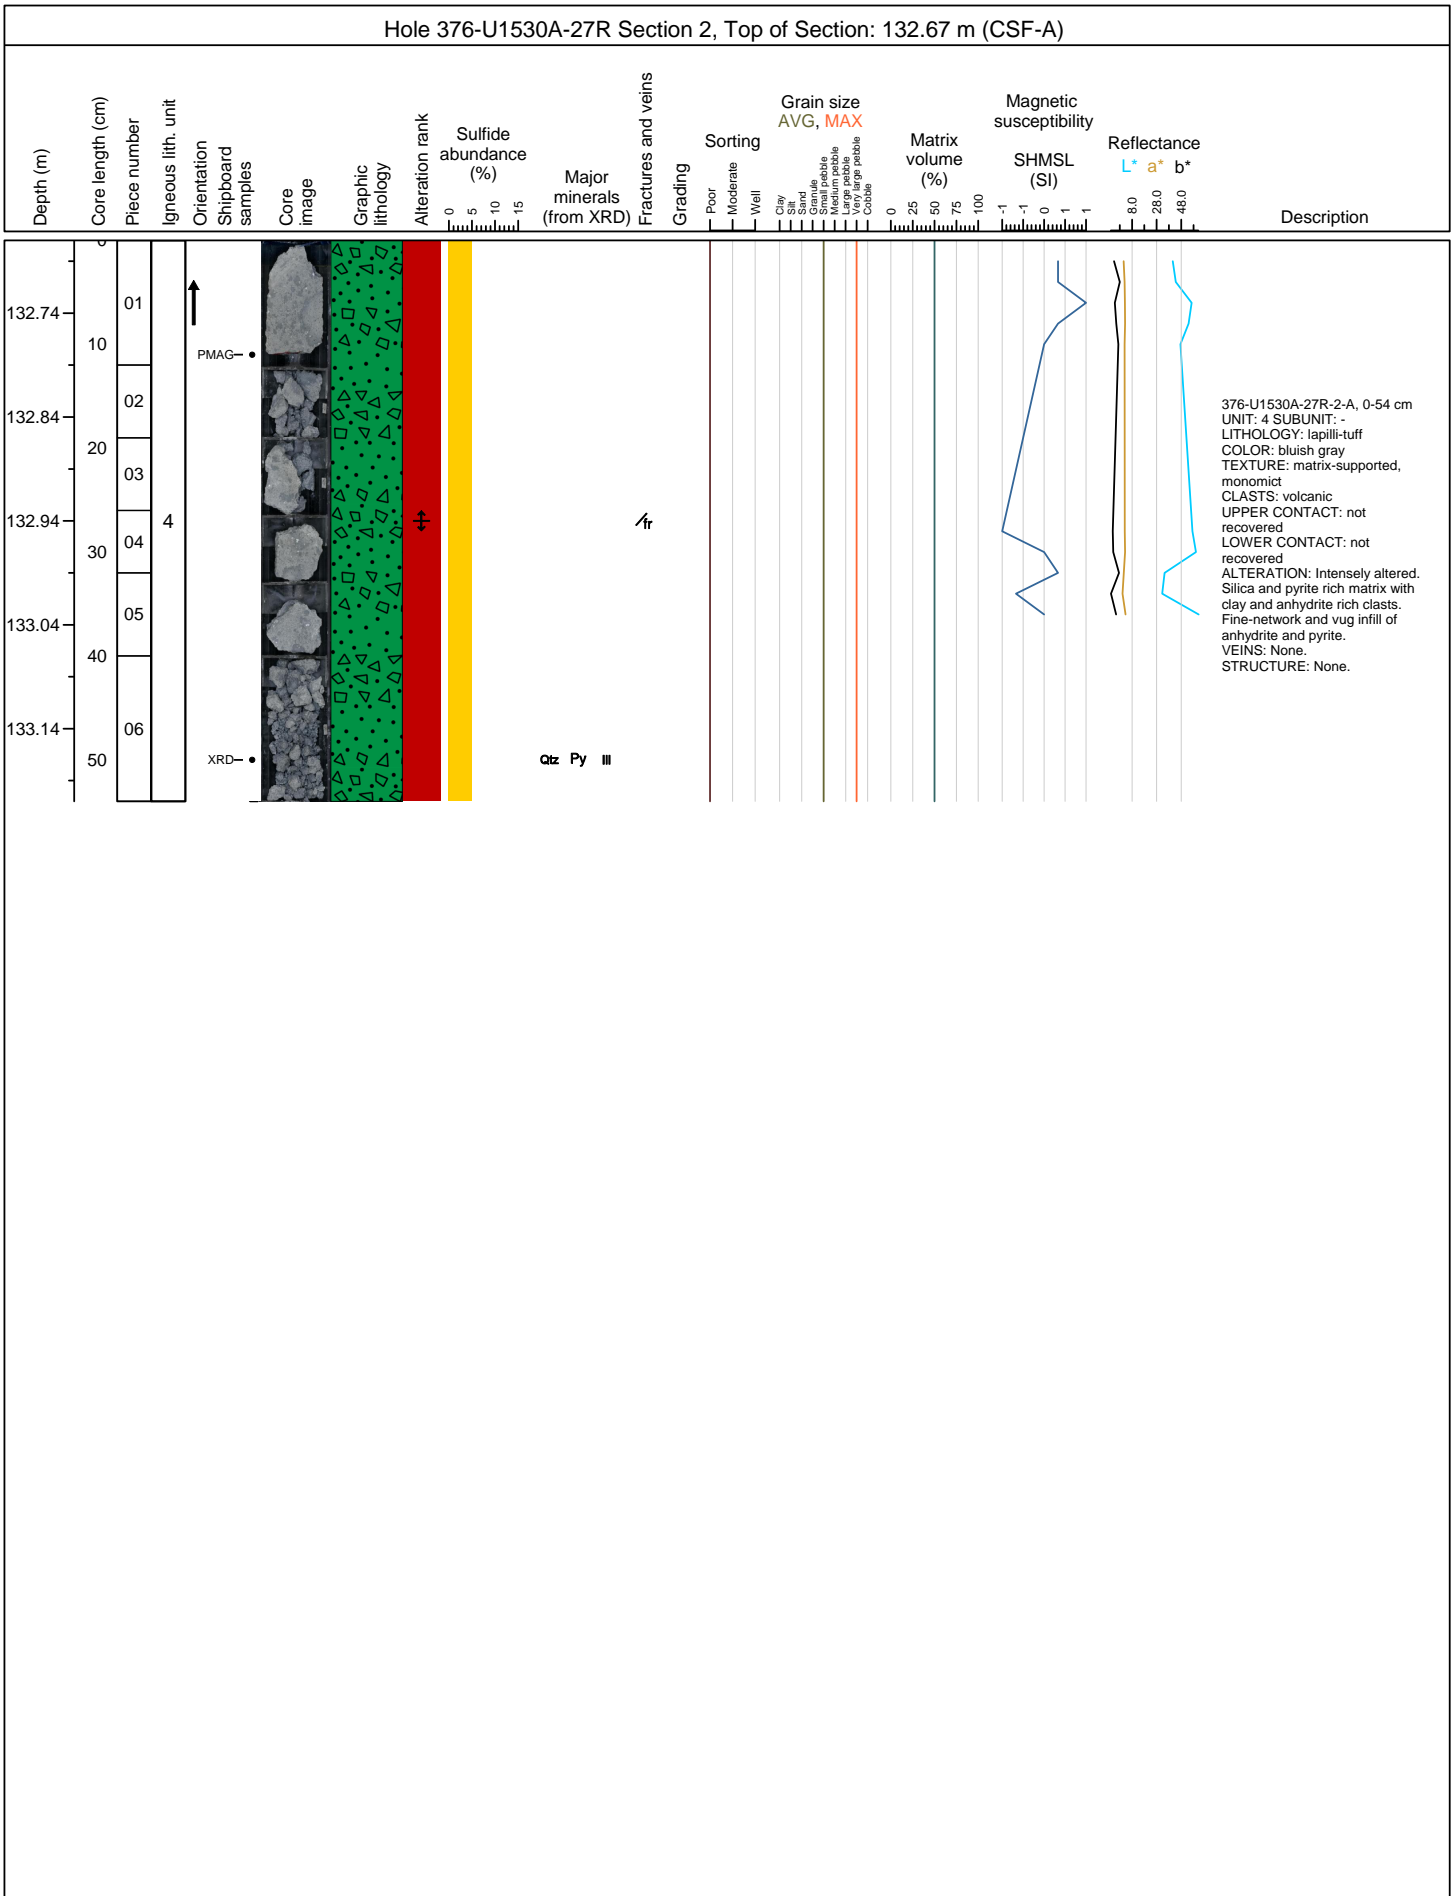 Hole 376-U1530A-27R Section 2, Top of Section: 132.67 m (CSF-A)
Depth (m)
Core length (cm)
Piece number
Igneous lith. unit
Orientation
Shipboard
samples
Core
image
Graphic
lithology
Alteration rank
Sulfide
abundance
(%)
0 5 10 15
Major
minerals
(from XRD)
Fractures and veins
Grading
Sorting
Poor
Moderate
Well
Grain size
AVG, MAX
Clay
Silt
Sand
Granule
Small pebble
Medium pebble
Large pebble
Very large pebble
Cobble
Matrix
volume
(%)
0 25 50 75 100
Magnetic
susceptibility
SHMSL
(SI)
-1 -1 0 1 1
Reflectance
L* a* b*
8.0 28.0 48.0
Description
0
132.74
10
132.84
20
132.94
30
133.04
40
133.14
50
01
02
03
04
05
06
4
PMAG
XRD
fr
Qtz Py Ill
376-U1530A-27R-2-A, 0-54 cm
UNIT: 4 SUBUNIT: -
LITHOLOGY: lapilli-tuff
COLOR: bluish gray
TEXTURE: matrix-supported,
monomict
CLASTS: volcanic
UPPER CONTACT: not
recovered
LOWER CONTACT: not
recovered
ALTERATION: Intensely altered.
Silica and pyrite rich matrix with
clay and anhydrite rich clasts.
Fine-network and vug infill of
anhydrite and pyrite.
VEINS: None.
STRUCTURE: None.